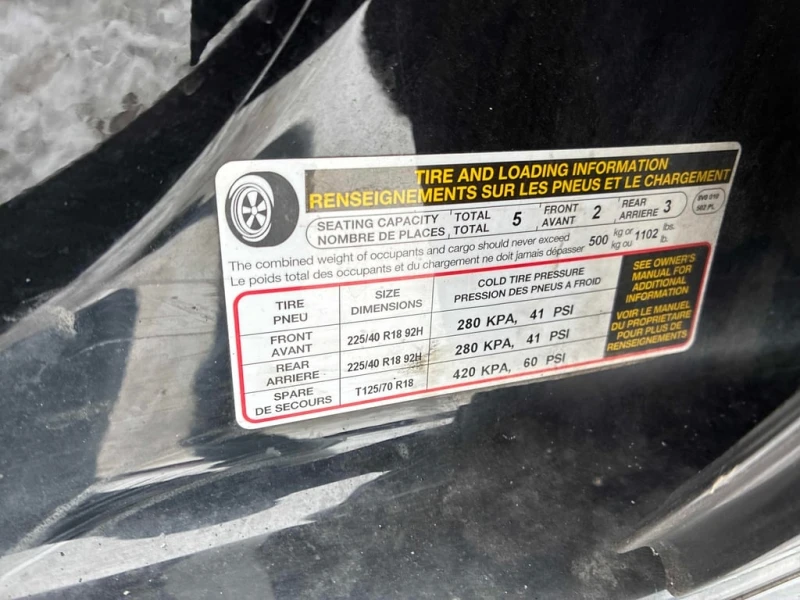 TIRE AND LOADING INFORMATION
RENSEIGNEMENTS SUR LES PNEUS ET LE CHARGEMENT
SEATING CAPACITY TOTAL 5 FRONT 2 REAR 3
NOMBRE DE PLACES TOTAL AVANT ARRIERE
The combined weight of occupants and cargo should never exceed 500 kg or 1102 lbs.
Le poids total des occupants et du chargement ne doit jamais dépasser kg ou lb.
TIRE SIZE COLD TIRE PRESSURE
PNEU DIMENSIONS PRESSION DES PNEUS A FROID
FRONT 225/40 R18 92H 280 KPA, 41 PSI
AVANT
REAR 225/40 R18 92H 280 KPA, 41 PSI
ARRIERE
SPARE T125/70 R18 420 KPA, 60 PSI
DE SECOURS
SEE OWNER'S
MANUAL FOR
ADDITIONAL
INFORMATION
VOIR LE MANUEL
DU PROPRIETAIRE
POUR PLUS DE
RENSEIGNEMENTS